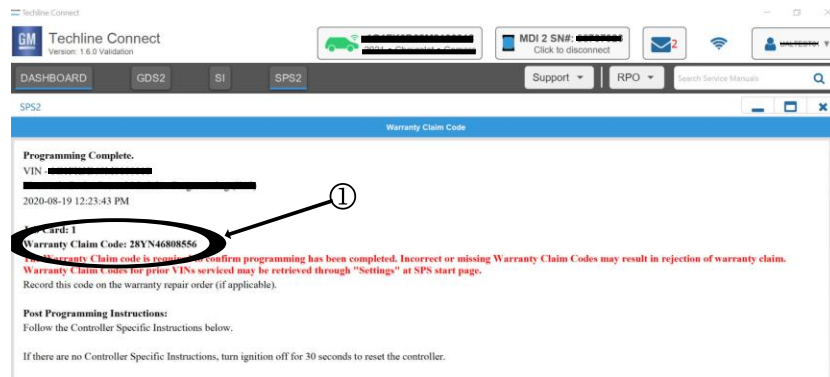 Techline Connect
GM
Techline Connect
Version: 1.6.0 Validation
2021 • Chevrolet • Camaro
MDI 2 SN#:
Click to disconnect
2
DASHBOARD GDS2 SI SPS2 Support RPO Search Service Manuals
SPS2
Warranty Claim Code
Programming Complete.
VIN -
2020-08-19 12:23:43 PM
1
Card: 1
Warranty Claim Code: 28YN46808556
The Warranty Claim code is required to confirm programming has been completed. Incorrect or missing Warranty Claim Codes may result in rejection of warranty claim.
Warranty Claim Codes for prior VINs serviced may be retrieved through "Settings" at SPS start page.
Record this code on the warranty repair order (if applicable).
Post Programming Instructions:
Follow the Controller Specific Instructions below.
If there are no Controller Specific Instructions, turn ignition off for 30 seconds to reset the controller.